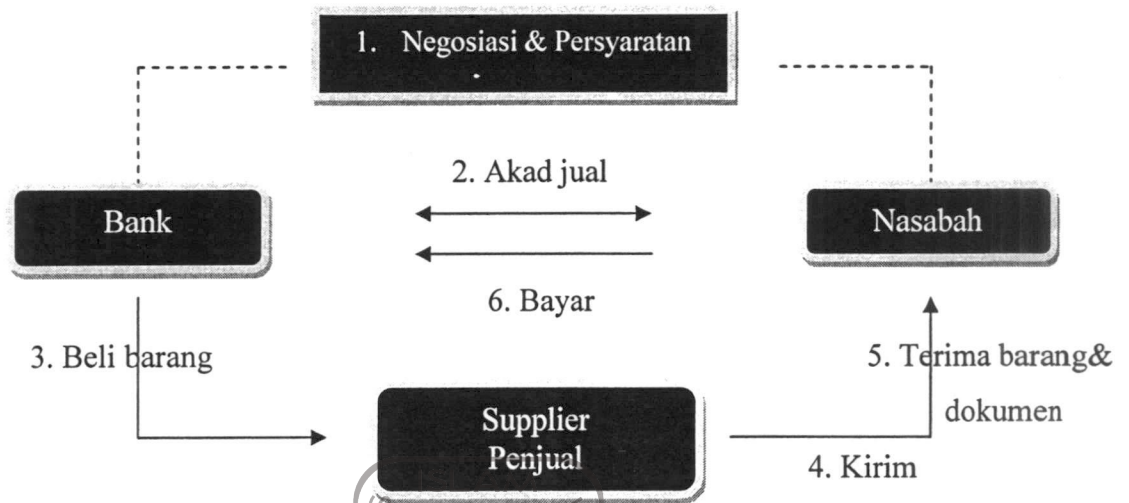 1. Negosiasi & Persyaratan
2. Akad jual
Bank
Nasabah
6. Bayar
3. Beli barang
5. Terima barang&
dokumen
Supplier
Penjual
4. Kirim